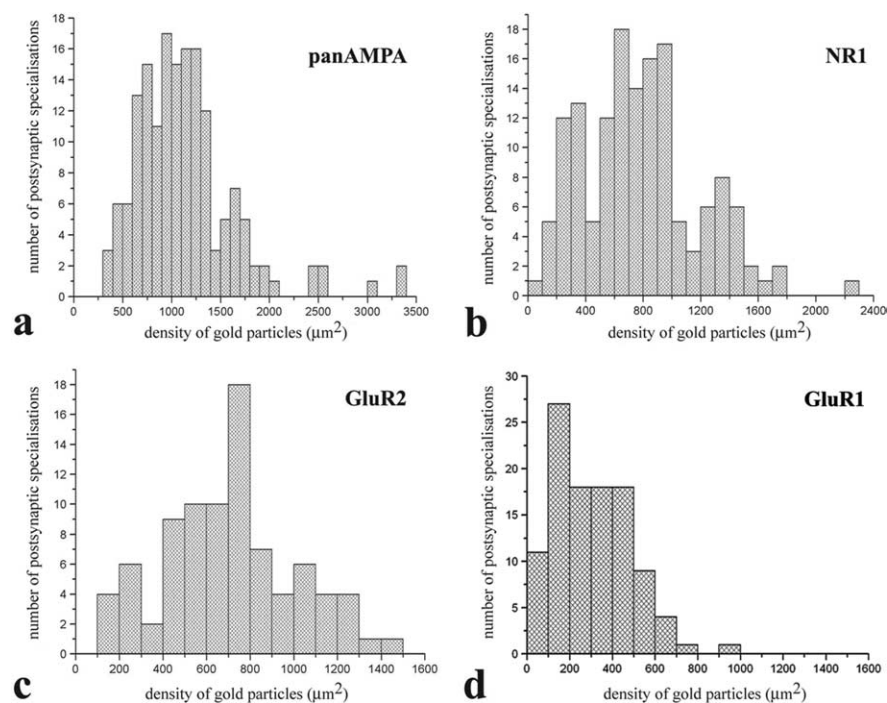 panAMPA
number of postsynaptic specialisations
18
16
14
12
10
8
6
4
2
0
500 1000 1500 2000 2500 3000 3500
density of gold particles (µm2)
a
NR1
number of postsynaptic specialisations
18
16
14
12
10
8
6
4
2
0
0 400 800 1200 1600 2000 2400
density of gold particles (µm2)
b
GluR2
number of postsynaptic specialisations
18
16
14
12
10
8
6
4
2
0
0 200 400 600 800 1000 1200 1400 1600
density of gold particles (µm2)
c
GluR1
number of postsynaptic specialisations
30
25
20
15
10
5
0
0 200 400 600 800 1000 1200 1400 1600
density of gold particles (µm2)
d